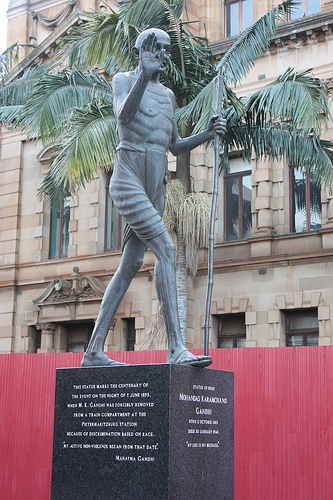 THIS STATUE MARKS THE CENTENARY OF
THE EVENT ON THE NIGHT OF 7 JUNE 1893,
WHEN M. K. GANDHI WAS FORCIBLY REMOVED
FROM A TRAIN COMPARTMENT AT THE
PIETERMARITZBURG STATION
BECAUSE OF DISCRIMINATION BASED ON RACE.
"MY ACTIVE NON-VIOLENCE BEGAN FROM THAT DATE"
MAHATMA GANDHI
STATUE OF HOPE
MOHANDAS KARAMCHAND
GANDHI
BORN 2 OCTOBER 1869
DIED 30 JANUARY 1948
"MY LIFE IS MY MESSAGE"